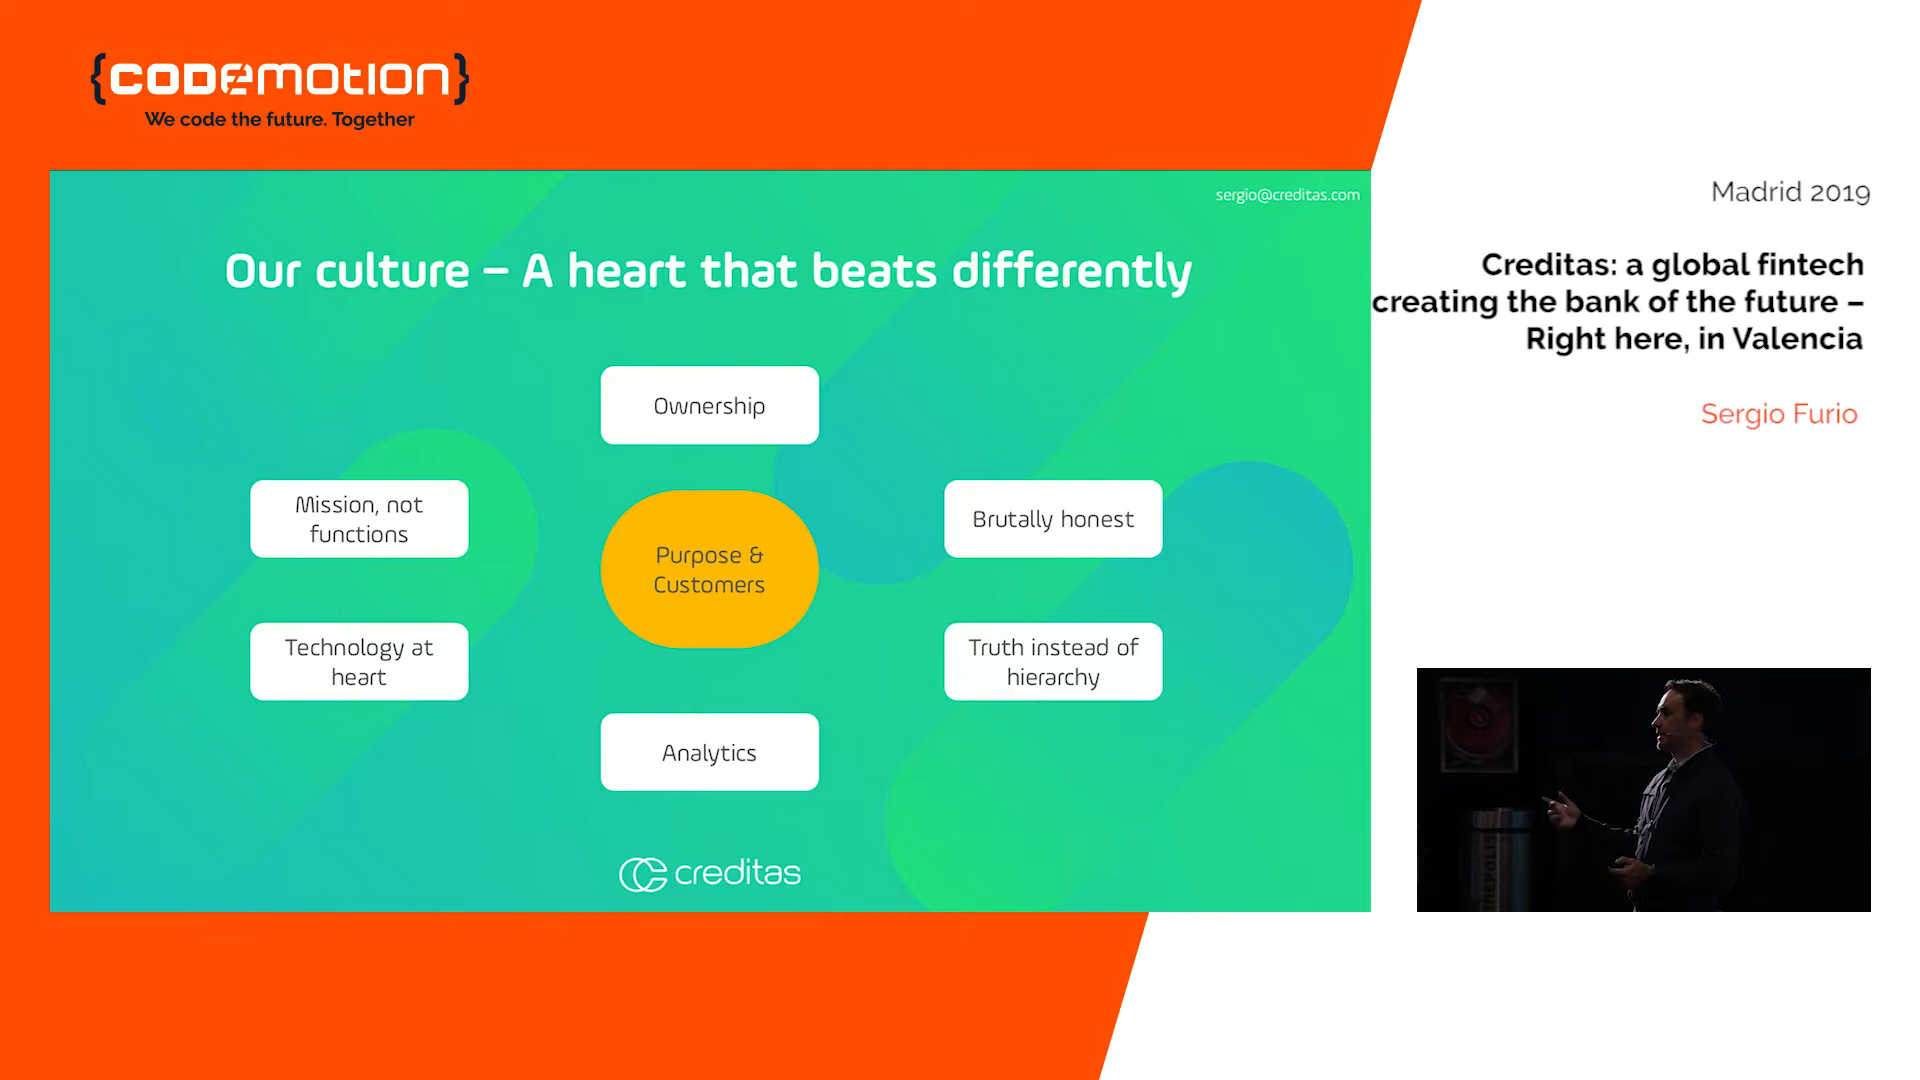 {CODEMOTION}
We code the future. Together
sergio@creditas.com
Our culture – A heart that beats differently
Ownership
Mission, not
functions
Purpose &
Customers
Brutally honest
Technology at
heart
Truth instead of
hierarchy
Analytics
creditas
Madrid 2019
Creditas: a global fintech
creating the bank of the future –
Right here, in Valencia
Sergio Furio